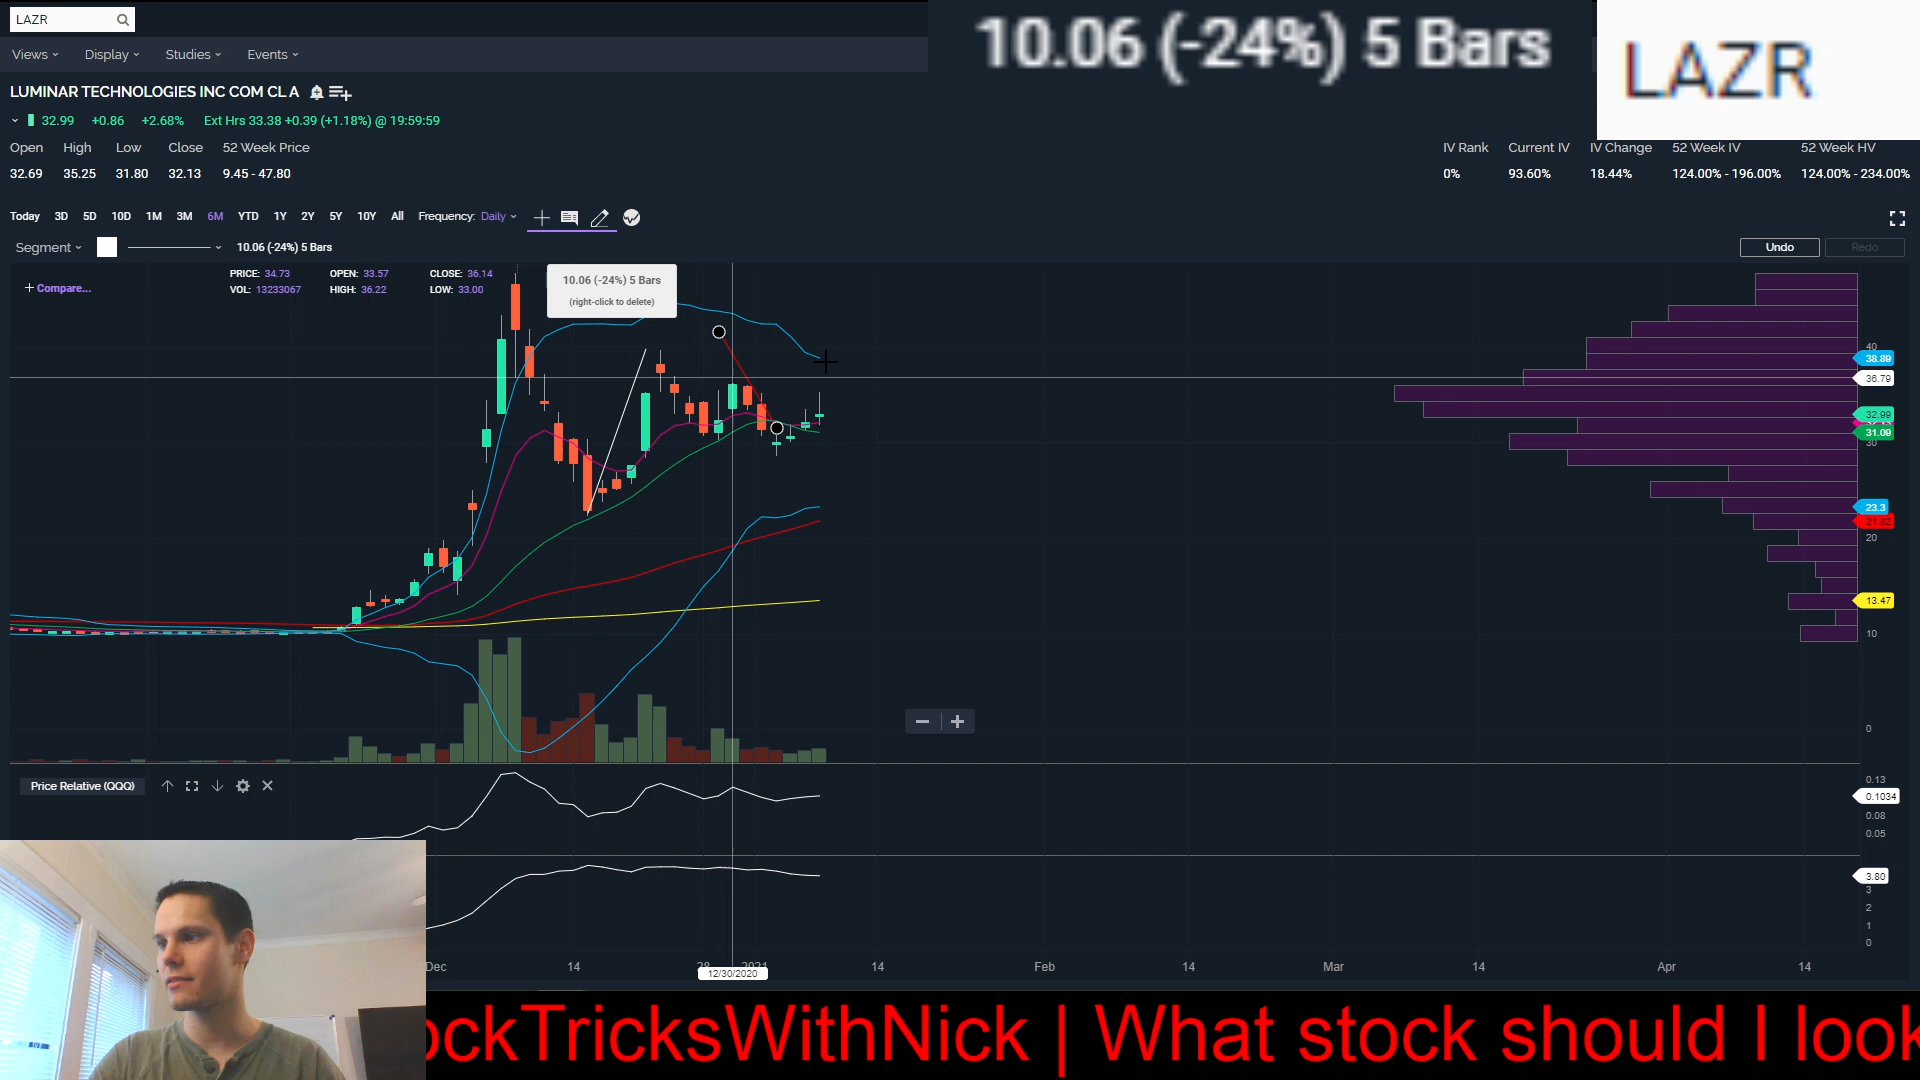 LAZR
10.06 (-24%) 5 Bars
LAZR
Views Display Studies Events
LUMINAR TECHNOLOGIES INC COM CL A
32.99 +0.86 +2.68% Ext Hrs 33.38 +0.39 (+1.18%) @ 19:59:59
Open High Low Close 52 Week Price
32.69 35.25 31.80 32.13 9.45 - 47.80
IV Rank Current IV IV Change 52 Week IV 52 Week HV
0% 93.60% 18.44% 124.00% - 196.00% 124.00% - 234.00%
Today 3D 5D 10D 1M 3M 6M YTD 1Y 2Y 5Y 10Y All Frequency: Daily
Segment 10.06 (-24%) 5 Bars Undo Redo
PRICE: 34.73 OPEN: 33.57 CLOSE: 36.14
VOL: 13233067 HIGH: 36.22 LOW: 33.00
+ Compare...
10.06 (-24%) 5 Bars
(right-click to delete)
40
38.89
36.79
32.99
31.09
30
23.3
21.82
20
13.47
10
0
Price Relative (QQQ)
0.13
0.1034
0.08
0.05
3.80
3
2
1
0
Dec 14 28 2021 14 Feb 14 Mar 14 Apr 14
12/30/2020
ockTricksWithNick | What stock should I look